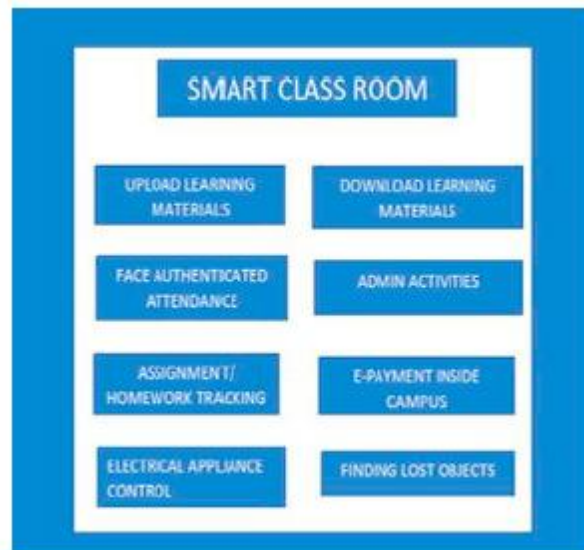 SMART CLASS ROOM
UPLOAD LEARNING
MATERIALS
DOWNLOAD LEARNING
MATERIALS
FACE AUTHENTICATED
ATTENDANCE
ADMIN ACTIVITIES
ASSIGNMENT/
HOMEWORK TRACKING
E-PAYMENT INSIDE
CAMPUS
ELECTRICAL APPLIANCE
CONTROL
FINDING LOST OBJECTS